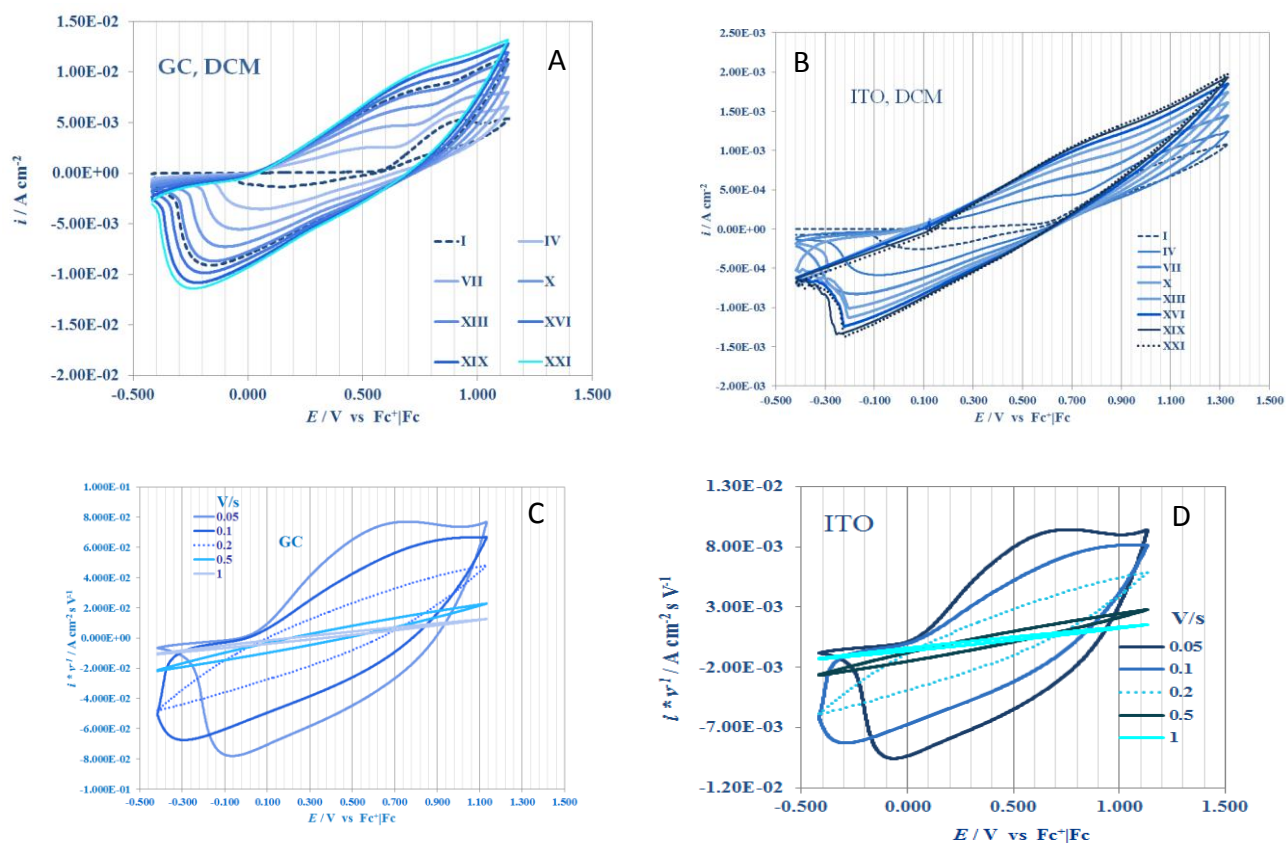 A
GC, DCM
1.50E-02
1.00E-02
5.00E-03
0.00E+00
-5.00E-03
-1.00E-02
-1.50E-02
-2.00E-02
i / A cm-2
I IV
VII X
XIII XVI
XIX XXI
-0.500 0.000 0.500 1.000 1.500
E / V vs Fc+|Fc
B
ITO, DCM
2.50E-03
2.00E-03
1.50E-03
1.00E-03
5.00E-04
0.00E+00
-5.00E-04
-1.00E-03
-1.50E-03
-2.00E-03
i / A cm-2
I
IV
VII
X
XIII
XVI
XIX
XXI
-0.500 -0.300 -0.100 0.100 0.300 0.500 0.700 0.900 1.100 1.300 1.500
E / V vs Fc+|Fc
C
GC
1.000E-01
8.000E-02
6.000E-02
4.000E-02
2.000E-02
0.000E+00
-2.000E-02
-4.000E-02
-6.000E-02
-8.000E-02
-1.000E-01
i * v-1 / A cm-2 s V-1
V/s
0.05
0.1
0.2
0.5
1
-0.500 -0.300 -0.100 0.100 0.300 0.500 0.700 0.900 1.100 1.300 1.500
E / V vs Fc+|Fc
D
ITO
1.30E-02
8.00E-03
3.00E-03
-2.00E-03
-7.00E-03
-1.20E-02
i * v-1 / A cm-2 s V-1
V/s
0.05
0.1
0.2
0.5
1
-0.500 0.000 0.500 1.000 1.500
E / V vs Fc+|Fc